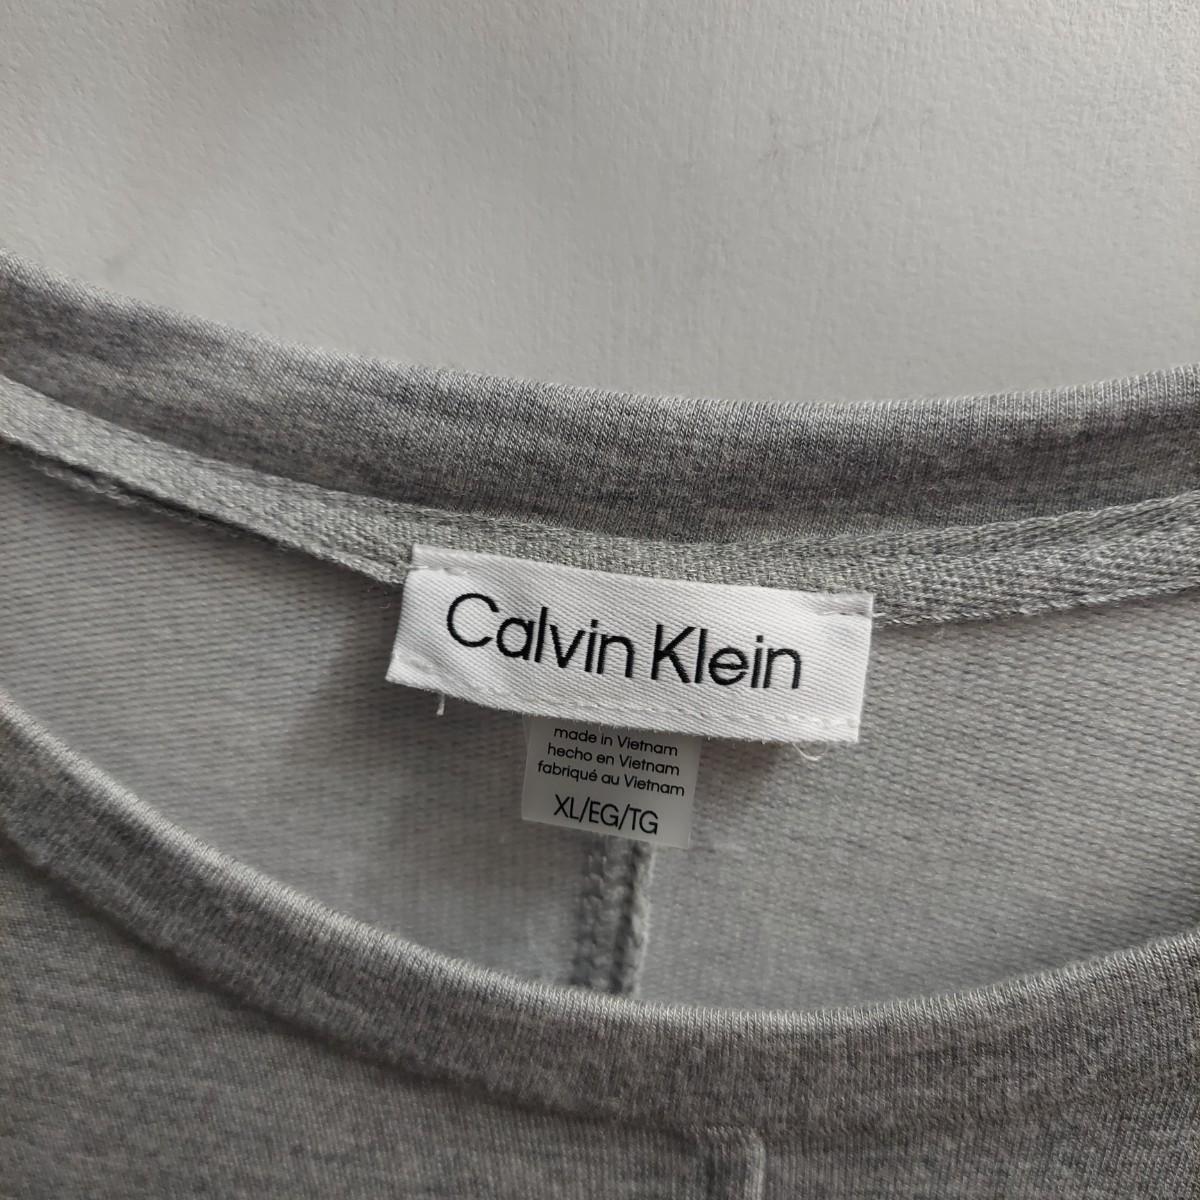 Calvin Klein
made in Vietnam
hecho en Vietnam
fabriqué au Vietnam
XL/EG/TG